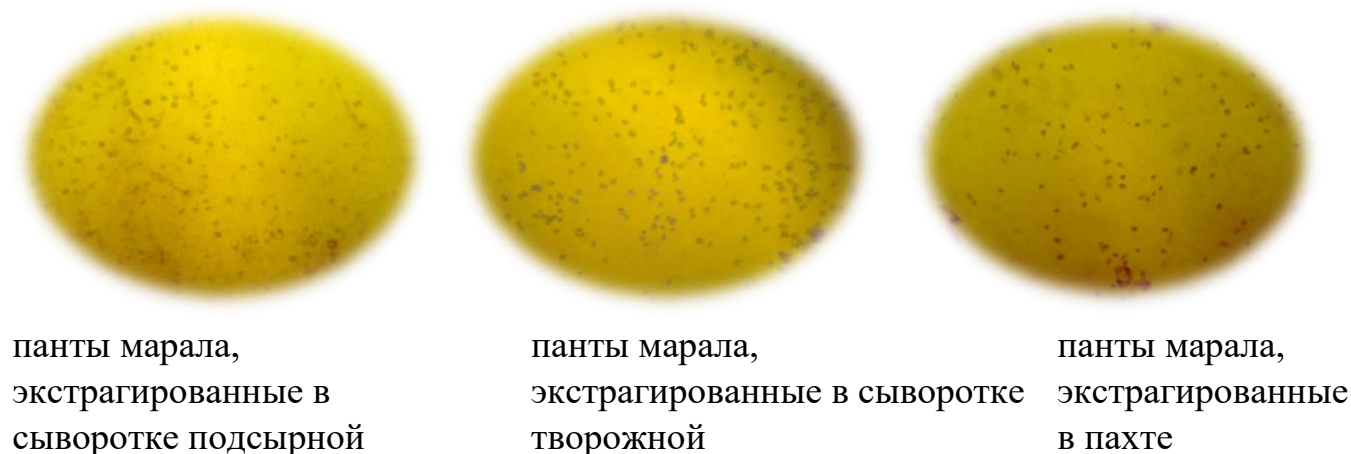 панты марала,
экстрагированные в
сыворотке подсырной
панты марала,
экстрагированные в сыворотке
творожной
панты марала,
экстрагированные
в пахте